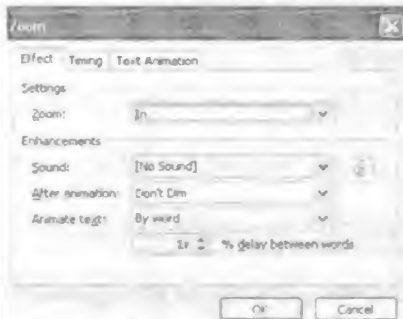 Zoom
Effect Timing Text Animation
Settings
Zoom: In
Enhancements
Sound: [No Sound]
After animation: Don't Dim
Animate text: By word
% delay between words
OK Cancel